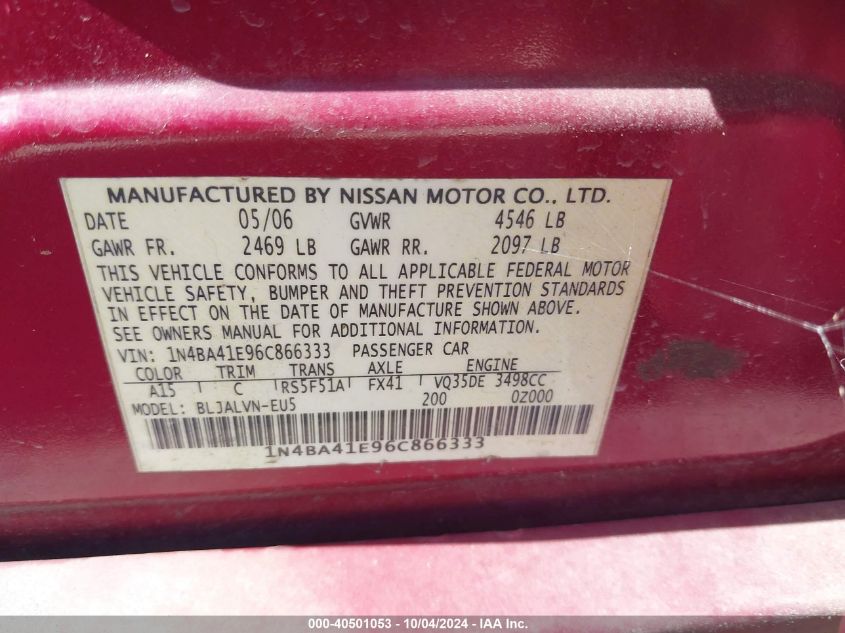 MANUFACTURED BY NISSAN MOTOR CO., LTD.
DATE 05/06 GVWR 4546 LB
GAWR FR. 2469 LB GAWR RR. 2097 LB
THIS VEHICLE CONFORMS TO ALL APPLICABLE FEDERAL MOTOR
VEHICLE SAFETY, BUMPER AND THEFT PREVENTION STANDARDS
IN EFFECT ON THE DATE OF MANUFACTURE SHOWN ABOVE.
SEE OWNERS MANUAL FOR ADDITIONAL INFORMATION.
VIN: 1N4BA41E96C866333 PASSENGER CAR
COLOR TRIM TRANS AXLE ENGINE
A15 C RS5F51A FX41 VQ35DE 3498CC
MODEL: BLJALVN-EU5 200 0Z000
1N4BA41E96C866333
000-40501053 - 10/04/2024 - IAA Inc.